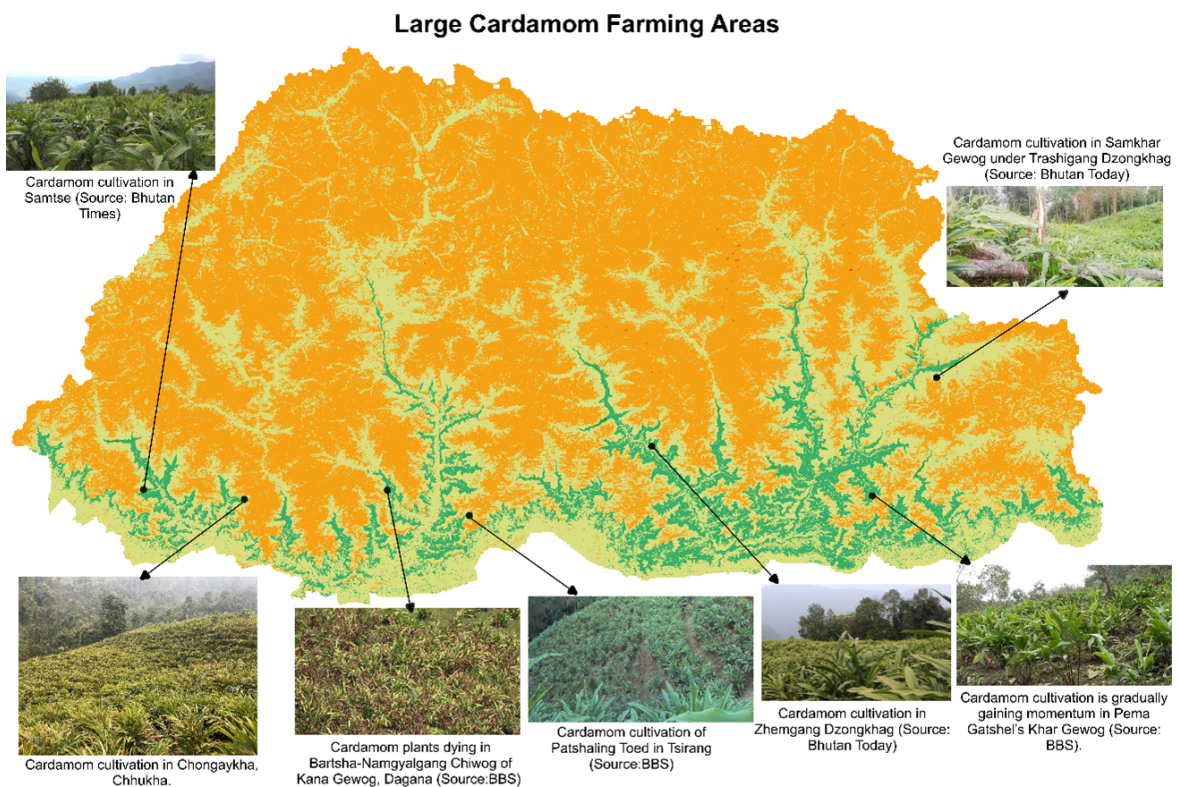 Large Cardamom Farming Areas
Cardamom cultivation in
Samtse (Source: Bhutan
Times)
Cardamom cultivation in Samkhar
Gewog under Trashigang Dzongkhag
(Source: Bhutan Today)
Cardamom cultivation in Chongaykha,
Chhukha.
Cardamom plants dying in
Bartsha-Namgyalgang Chiwog of
Kana Gewog, Dagana (Source:BBS)
Cardamom cultivation of
Patshaling Toed in Tsirang
(Source:BBS)
Cardamom cultivation in
Zhemgang Dzongkhag (Source:
Bhutan Today)
Cardamom cultivation is gradually
gaining momentum in Pema
Gatshel's Khar Gewog (Source:
BBS).